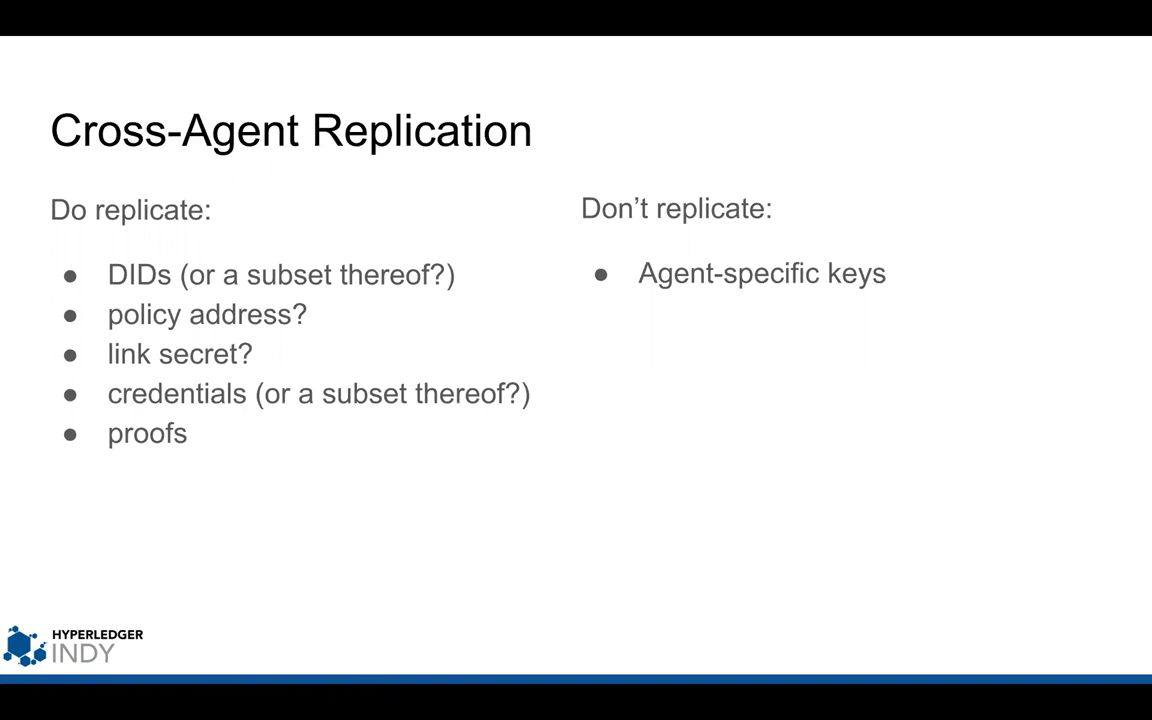 Cross-Agent Replication
Do replicate:
● DIDs (or a subset thereof?)
● policy address?
● link secret?
● credentials (or a subset thereof?)
● proofs
Don’t replicate:
● Agent-specific keys
HYPERLEDGER
INDY